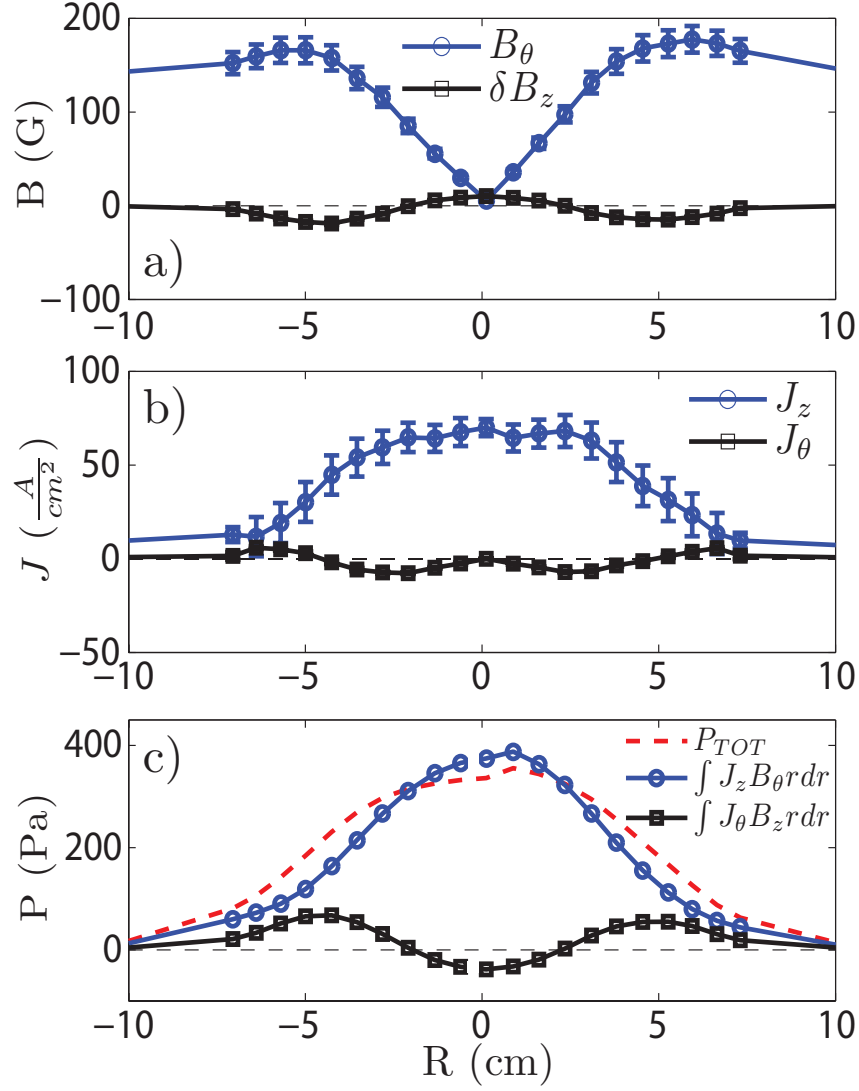 200
100
0
−100
B (G)
B_θ
δB_z
a)
−10 −5 0 5 10
100
50
0
−50
J (A/cm²)
b)
J_z
J_θ
−10 −5 0 5 10
400
200
0
P (Pa)
c)
P_TOT
∫ J_z B_θ r dr
∫ J_θ B_z r dr
−10 −5 0 5 10
R (cm)